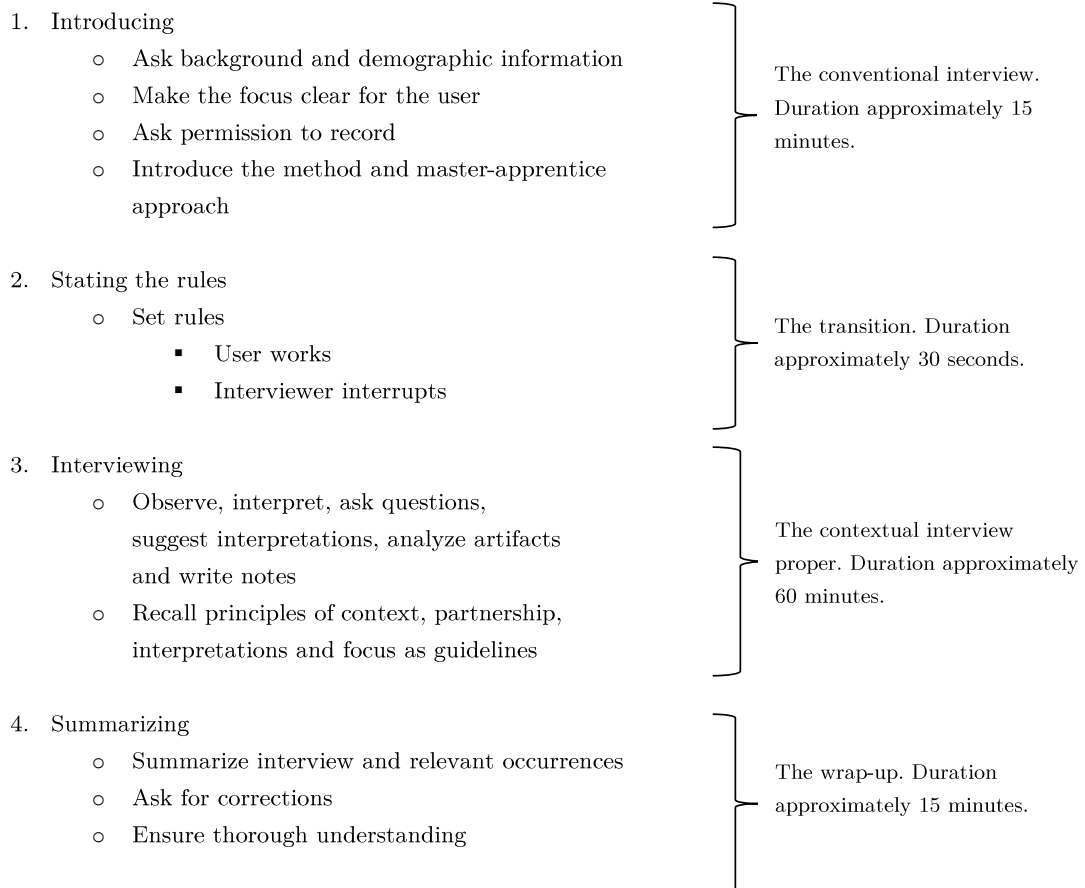 1. Introducing
○ Ask background and demographic information
○ Make the focus clear for the user
○ Ask permission to record
○ Introduce the method and master-apprentice
approach
The conventional interview.
Duration approximately 15
minutes.
2. Stating the rules
○ Set rules
▪ User works
▪ Interviewer interrupts
The transition. Duration
approximately 30 seconds.
3. Interviewing
○ Observe, interpret, ask questions,
suggest interpretations, analyze artifacts
and write notes
○ Recall principles of context, partnership,
interpretations and focus as guidelines
The contextual interview
proper. Duration approximately
60 minutes.
4. Summarizing
○ Summarize interview and relevant occurrences
○ Ask for corrections
○ Ensure thorough understanding
The wrap-up. Duration
approximately 15 minutes.